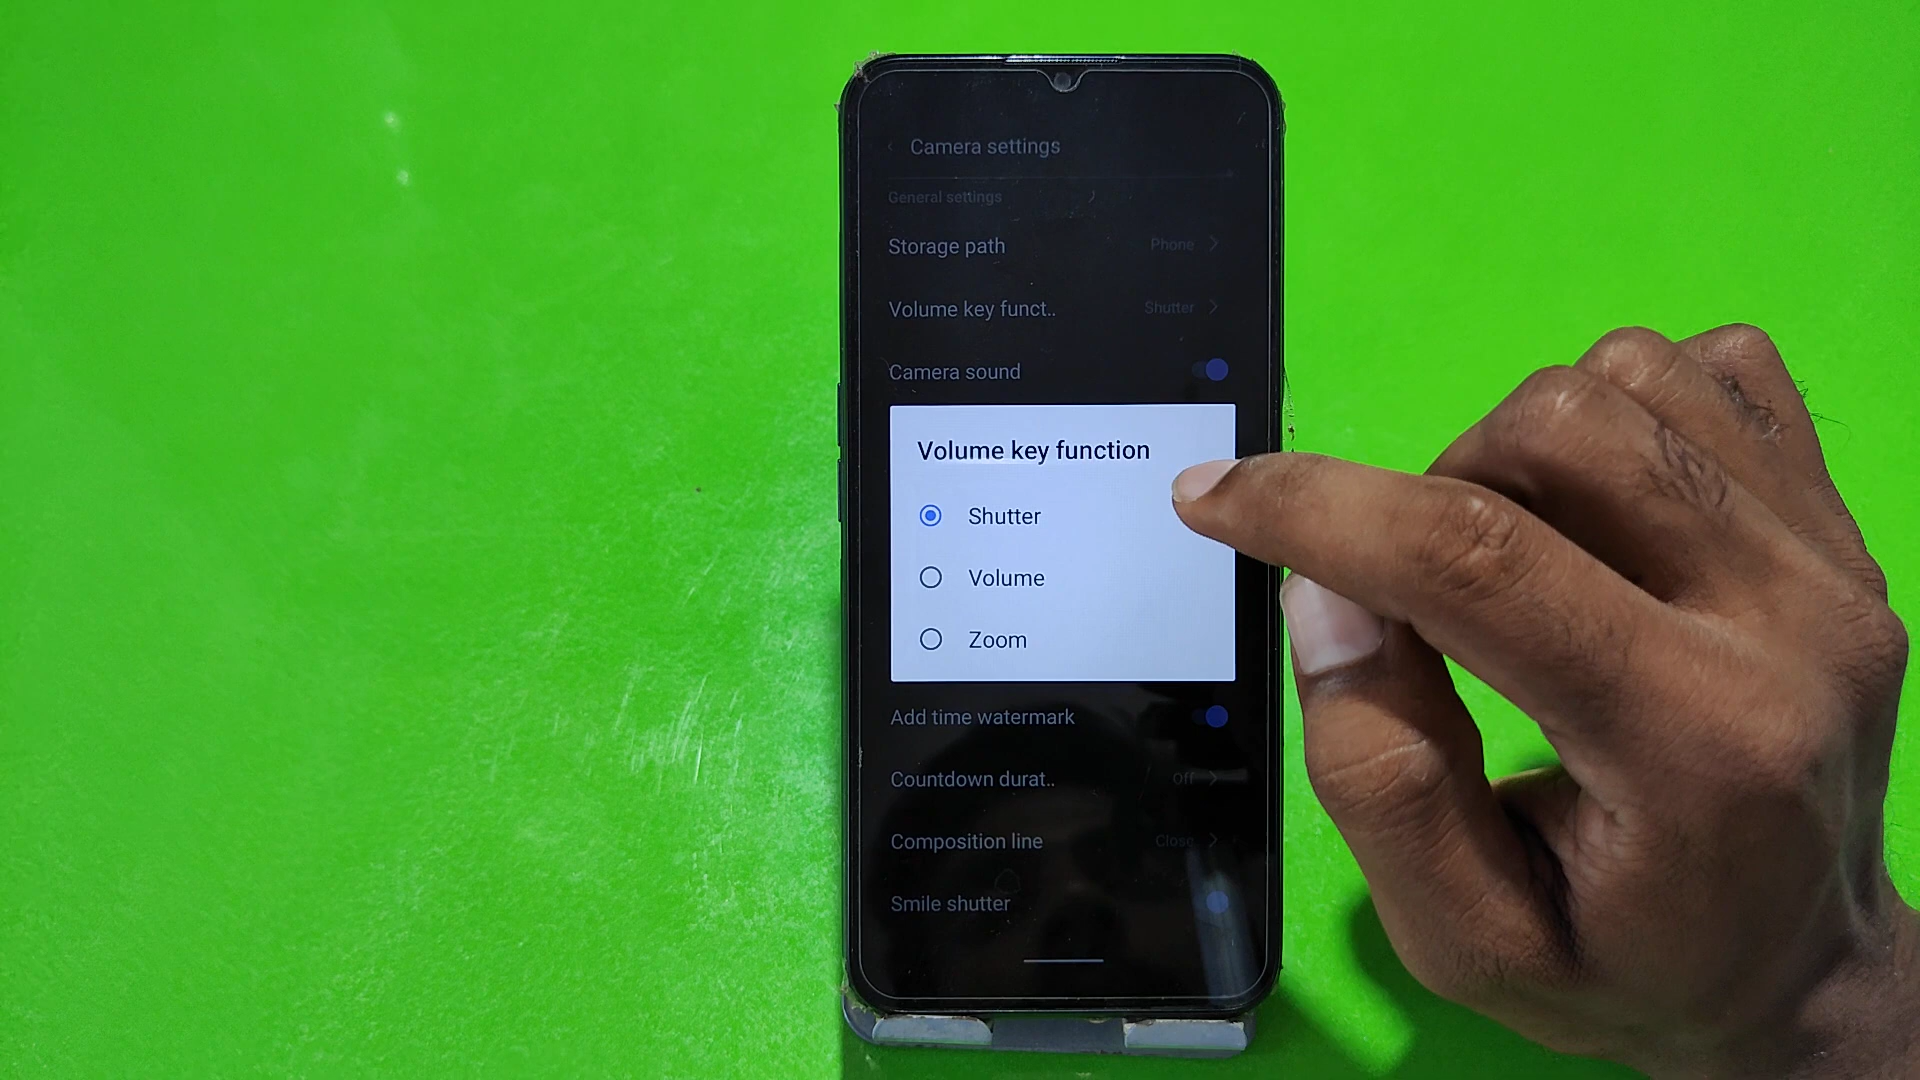 Camera settings
General settings
Storage path Phone
Volume key funct.. Shutter
Camera sound
Volume key function
Shutter
Volume
Zoom
Add time watermark
Countdown durat.. Off
Composition line Close
Smile shutter